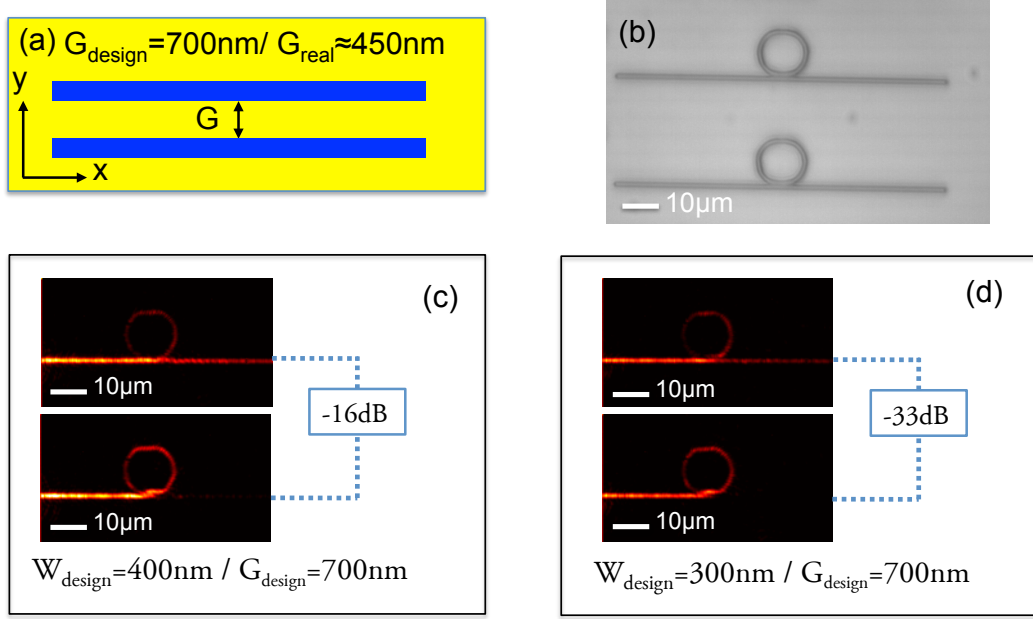 (a) G_design=700nm/ G_real≈450nm
y
G
x
(b)
10μm
(c)
10μm
-16dB
10μm
W_design=400nm / G_design=700nm
(d)
10μm
-33dB
10μm
W_design=300nm / G_design=700nm